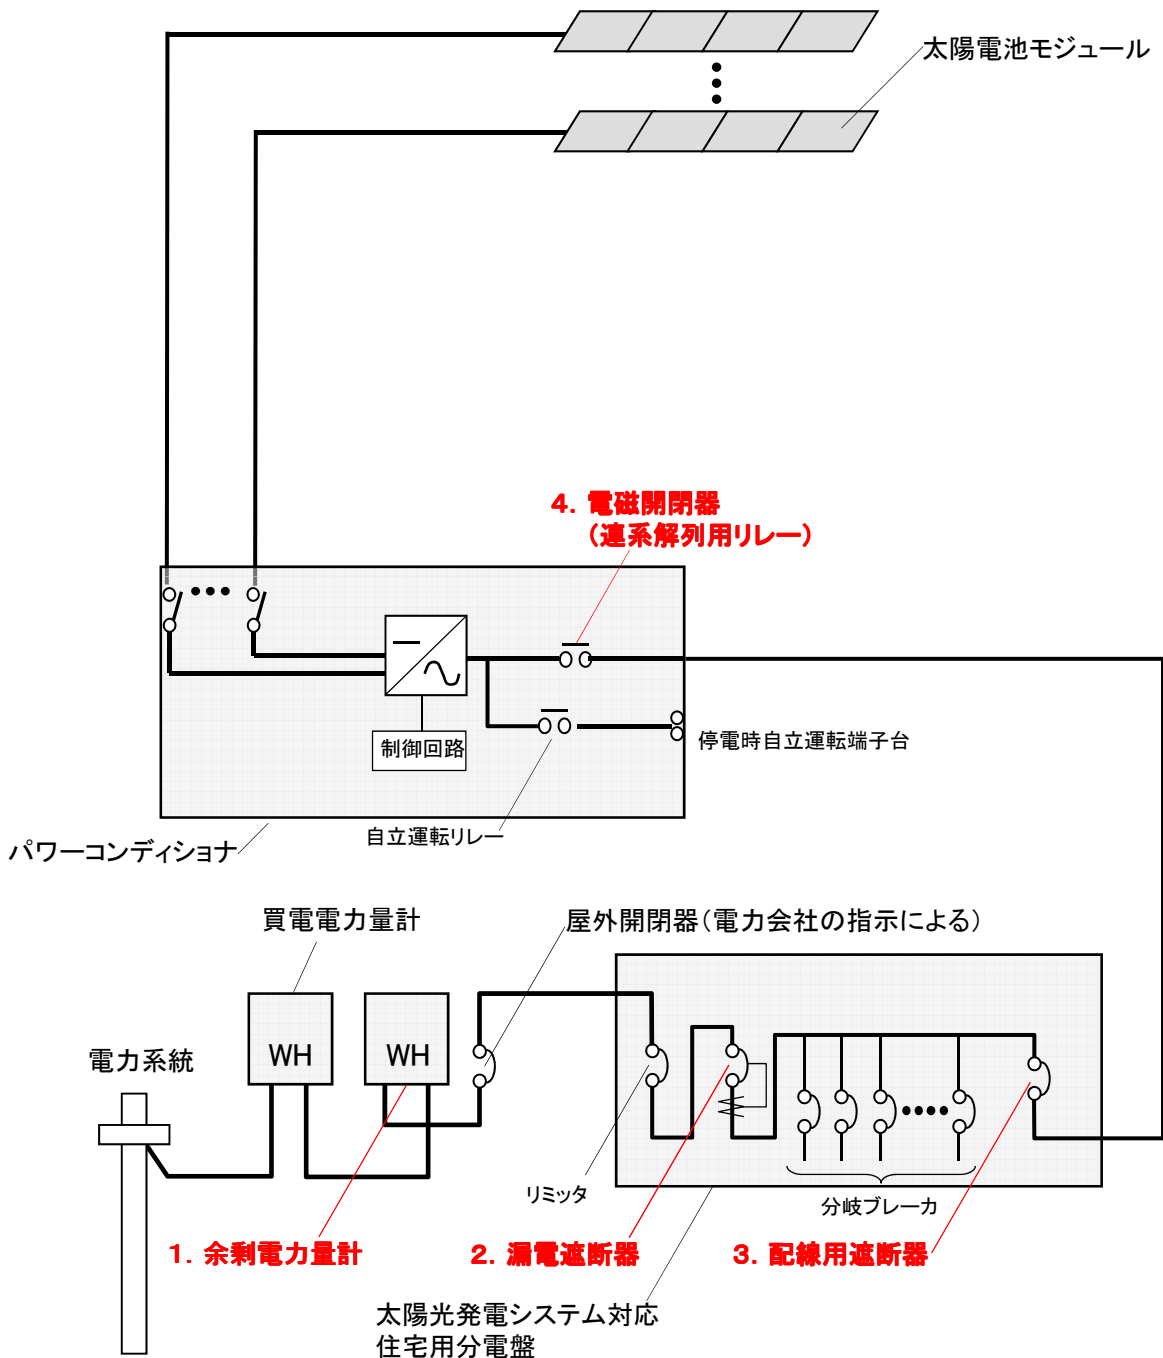 太陽電池モジュール
4. 電磁開閉器
（連系解列用リレー）
制御回路
停電時自立運転端子台
自立運転リレー
パワーコンディショナ
買電電力量計
屋外開閉器（電力会社の指示による）
WH
WH
電力系統
リミッタ
分岐ブレーカ
1. 余剰電力量計
2. 漏電遮断器
3. 配線用遮断器
太陽光発電システム対応
住宅用分電盤